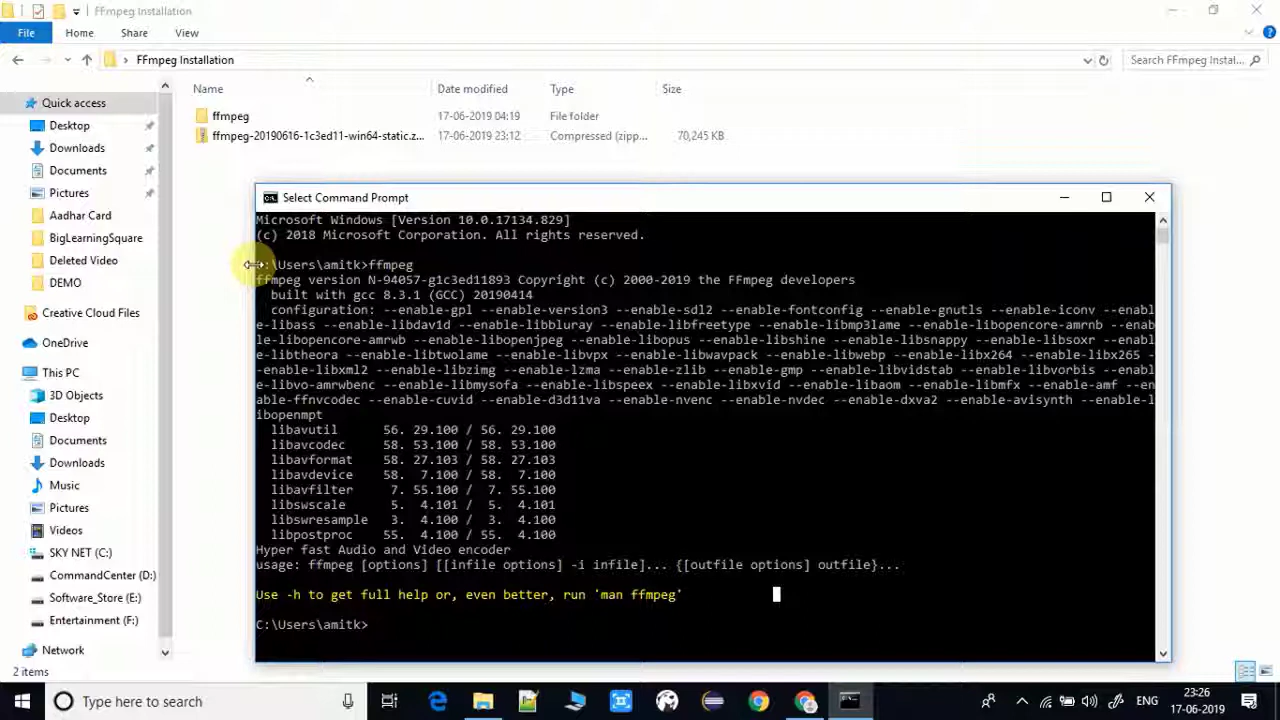 FFmpeg Installation
File Home Share View
FFmpeg Installation
Search FFmpeg Instal...
Name Date modified Type Size
Quick access
Desktop
Downloads
Documents
Pictures
Aadhar Card
BigLearningSquare
Deleted Video
DEMO
Creative Cloud Files
OneDrive
This PC
3D Objects
Desktop
Documents
Downloads
Music
Pictures
Videos
SKY NET (C:)
CommandCenter (D:)
Software_Store (E:)
Entertainment (F:)
Network
2 items
ffmpeg 17-06-2019 04:19 File folder
ffmpeg-20190616-1c3ed11-win64-static.z... 17-06-2019 23:12 Compressed (zipp... 70,245 KB
Select Command Prompt
Microsoft Windows [Version 10.0.17134.829]
(c) 2018 Microsoft Corporation. All rights reserved.
:\Users\amitk>ffmpeg
ffmpeg version N-94057-g1c3ed11893 Copyright (c) 2000-2019 the FFmpeg developers
built with gcc 8.3.1 (GCC) 20190414
configuration: --enable-gpl --enable-version3 --enable-sdl2 --enable-fontconfig --enable-gnutls --enable-iconv --enabl
e-libass --enable-libdav1d --enable-libbluray --enable-libfreetype --enable-libmp3lame --enable-libopencore-amrnb --enab
le-libopencore-amrwb --enable-libopenjpeg --enable-libopus --enable-libshine --enable-libsnappy --enable-libsoxr --enabl
e-libtheora --enable-libtwolame --enable-libvpx --enable-libwavpack --enable-libwebp --enable-libx264 --enable-libx265 -
-enable-libxml2 --enable-libzimg --enable-lzma --enable-zlib --enable-gmp --enable-libvidstab --enable-libvorbis --enabl
e-libvo-amrwbenc --enable-libmysofa --enable-libspeex --enable-libxvid --enable-libaom --enable-libmfx --enable-amf --en
able-ffnvcodec --enable-cuvid --enable-d3d11va --enable-nvenc --enable-nvdec --enable-dxva2 --enable-avisynth --enable-l
ibopenmpt
libavutil 56. 29.100 / 56. 29.100
libavcodec 58. 53.100 / 58. 53.100
libavformat 58. 27.103 / 58. 27.103
libavdevice 58. 7.100 / 58. 7.100
libavfilter 7. 55.100 / 7. 55.100
libswscale 5. 4.101 / 5. 4.101
libswresample 3. 4.100 / 3. 4.100
libpostproc 55. 4.100 / 55. 4.100
Hyper fast Audio and Video encoder
usage: ffmpeg [options] [[infile options] -i infile]... {[outfile options] outfile}...
Use -h to get full help or, even better, run 'man ffmpeg'
C:\Users\amitk>
Type here to search
ENG
23:26
17-06-2019